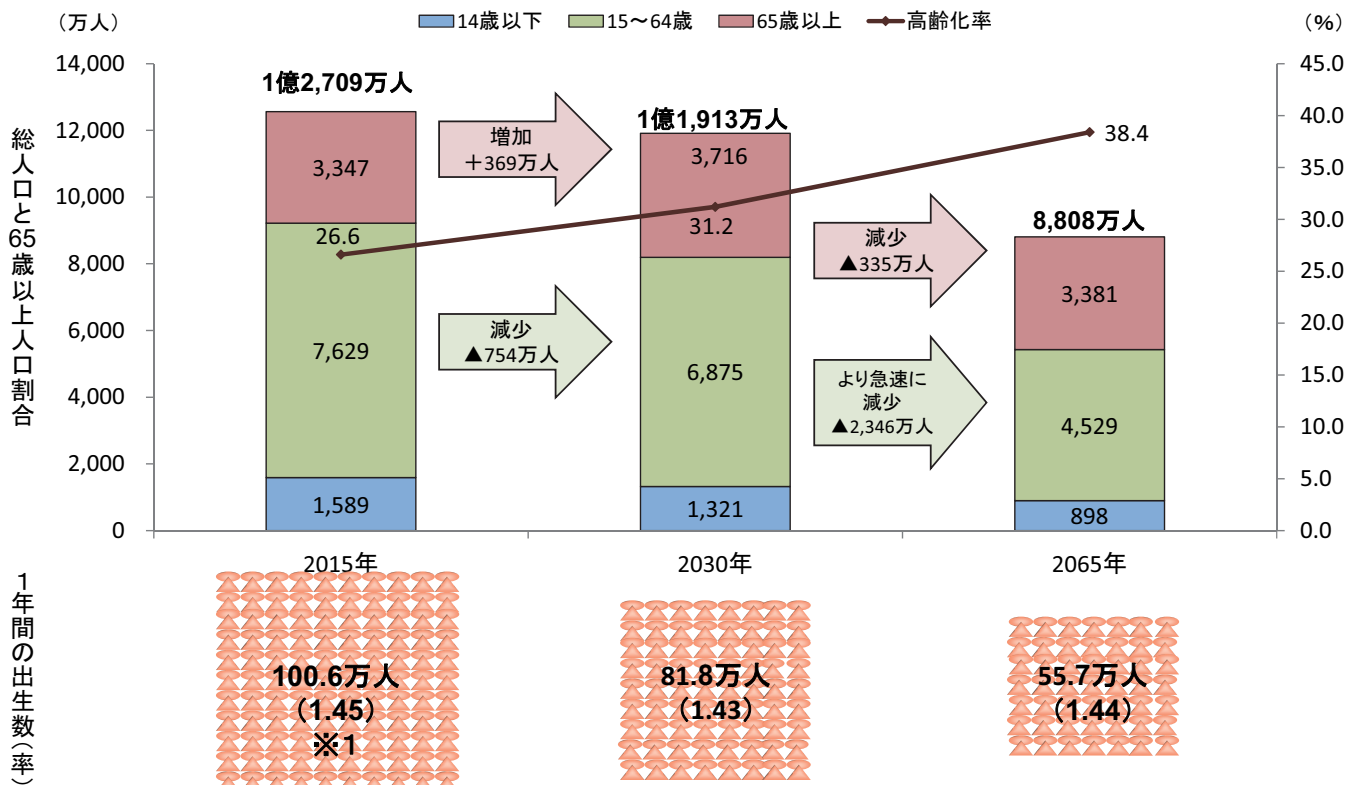 (万人)
14歳以下 15～64歳 65歳以上 高齢化率
(%)
総人口と65歳以上人口割合
14,000
12,000
10,000
8,000
6,000
4,000
2,000
0
45.0
40.0
35.0
30.0
25.0
20.0
15.0
10.0
5.0
0.0
1億2,709万人
3,347
26.6
7,629
1,589
増加
＋369万人
減少
▲754万人
1億1,913万人
3,716
31.2
6,875
1,321
減少
▲335万人
より急速に
減少
▲2,346万人
38.4
8,808万人
3,381
4,529
898
2015年 2030年 2065年
1年間の出生数(率)
100.6万人
(1.45)
※1
81.8万人
(1.43)
55.7万人
(1.44)